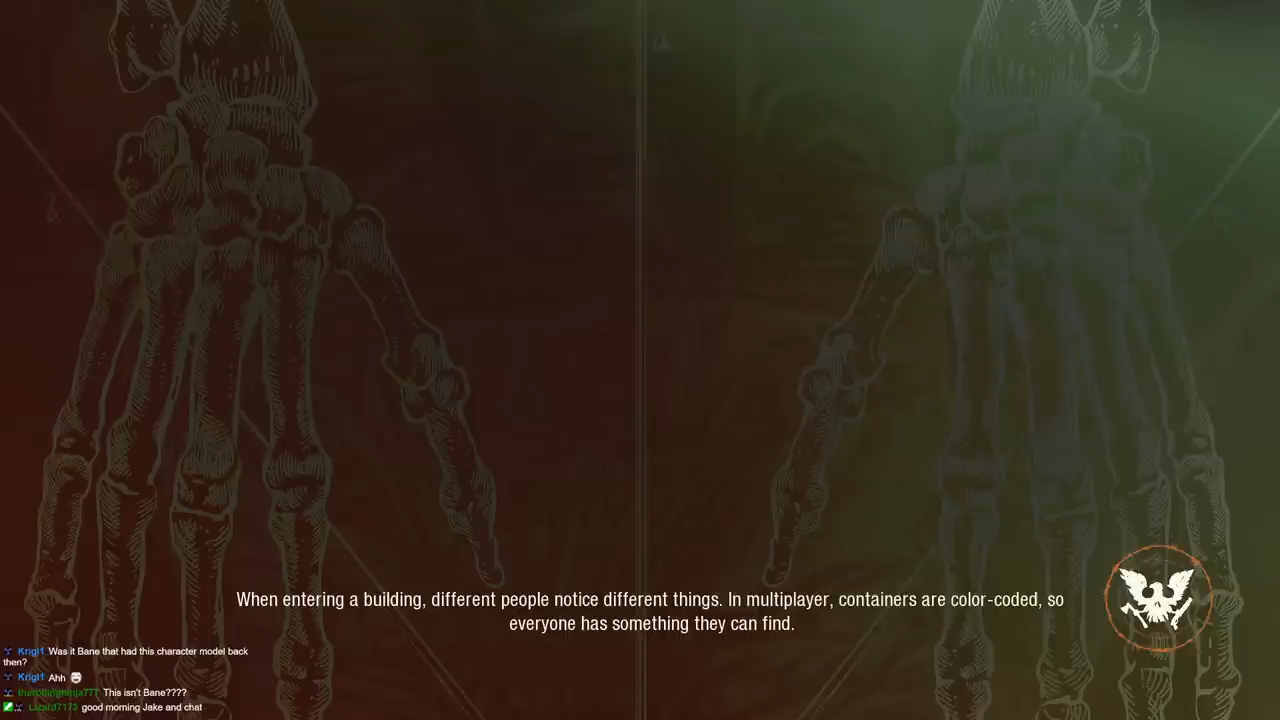 When entering a building, different people notice different things. In multiplayer, containers are color-coded, so
everyone has something they can find.
Krigi1 Was it Bane that had this character model back
then?
Krigi1 Ahh
therollingninja777 This isn't Bane????
Lizard7173 good morning Jake and chat